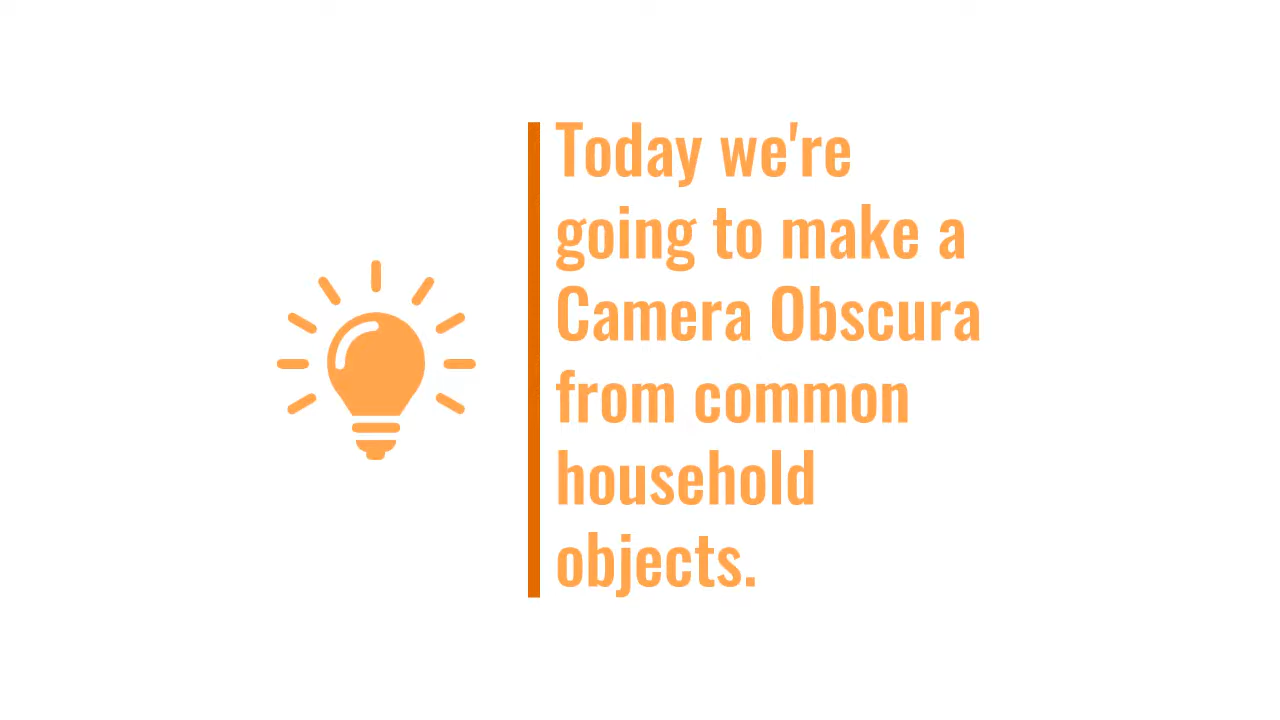 Today we're
going to make a
Camera Obscura
from common
household
objects.